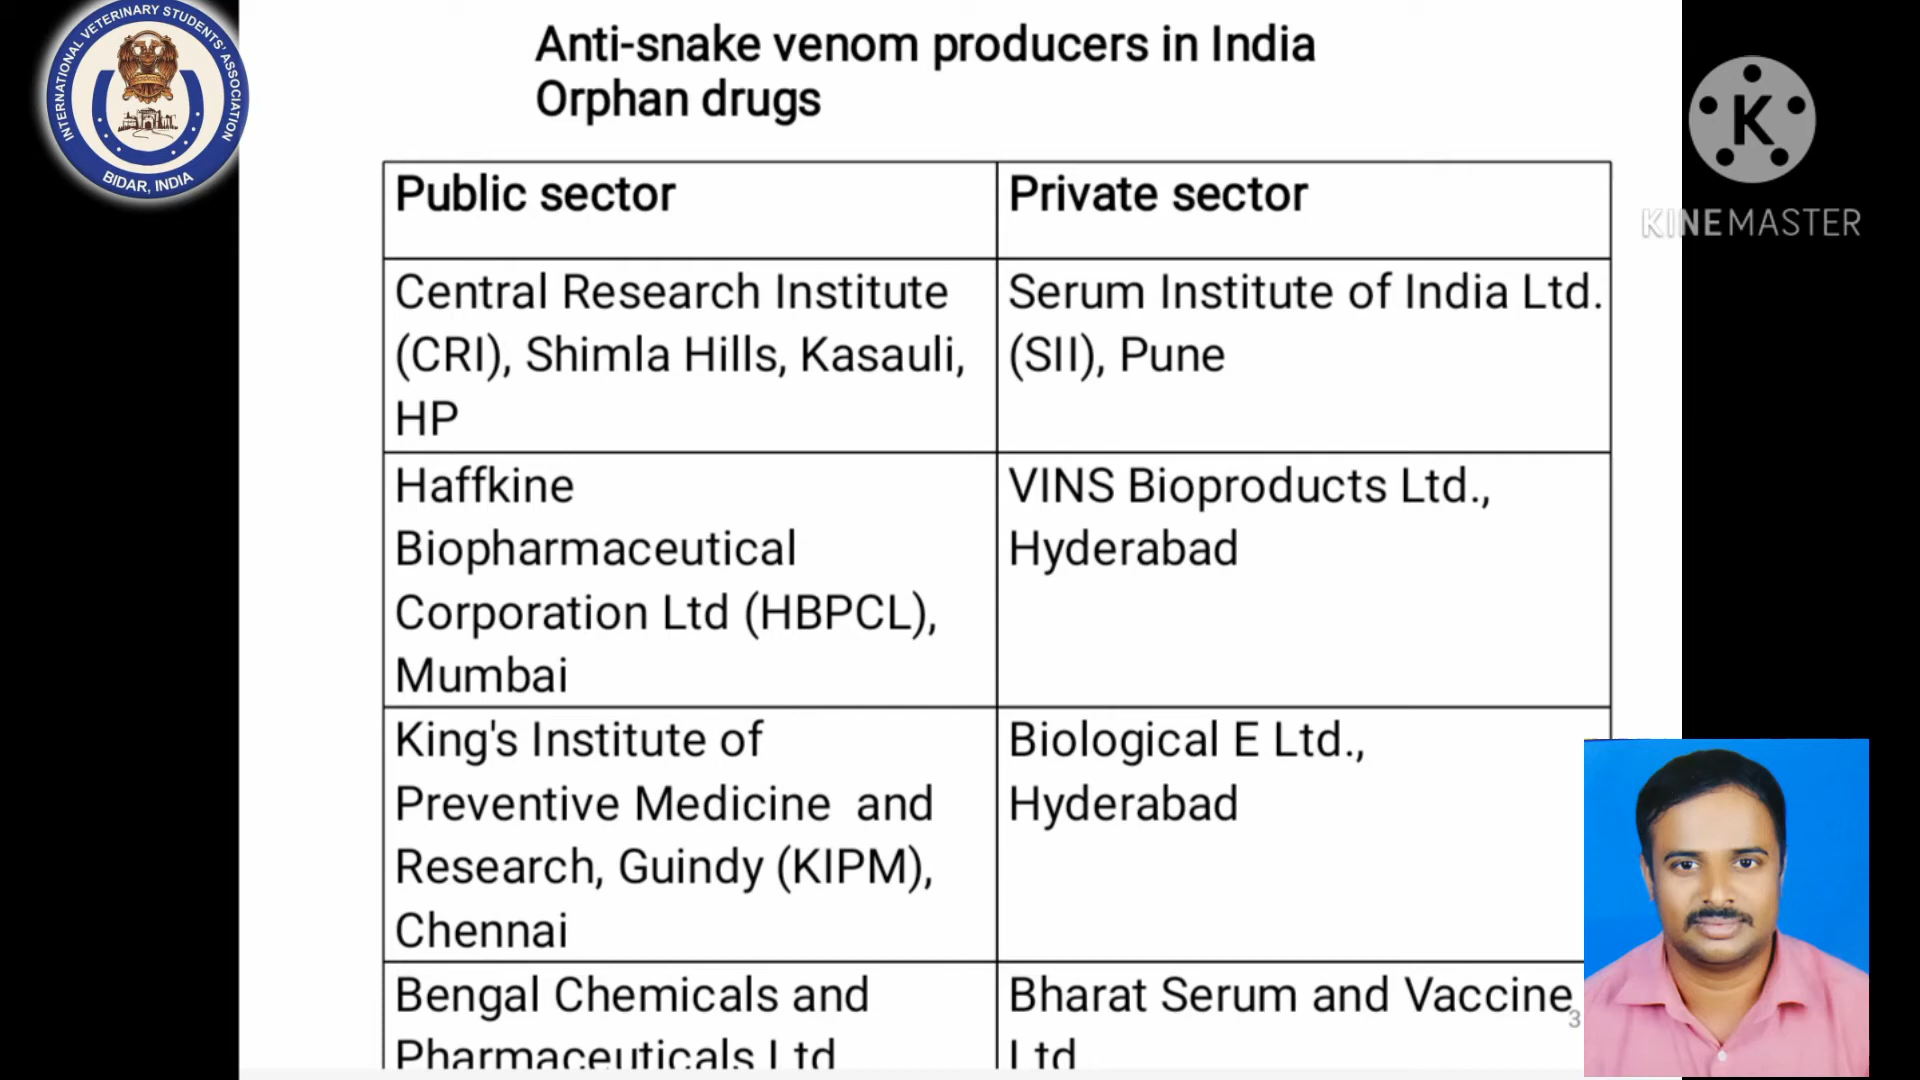 INTERNATIONAL VETERINARY STUDENTS' ASSOCIATION
BIDAR, INDIA
Anti-snake venom producers in India
Orphan drugs
Public sector
Private sector
Central Research Institute
(CRI), Shimla Hills, Kasauli,
HP
Serum Institute of India Ltd.
(SII), Pune
Haffkine
Biopharmaceutical
Corporation Ltd (HBPCL),
Mumbai
VINS Bioproducts Ltd.,
Hyderabad
King's Institute of
Preventive Medicine and
Research, Guindy (KIPM),
Chennai
Biological E Ltd.,
Hyderabad
Bengal Chemicals and
Pharmaceuticals Ltd
Bharat Serum and Vaccine
Ltd
3
K
KINEMASTER